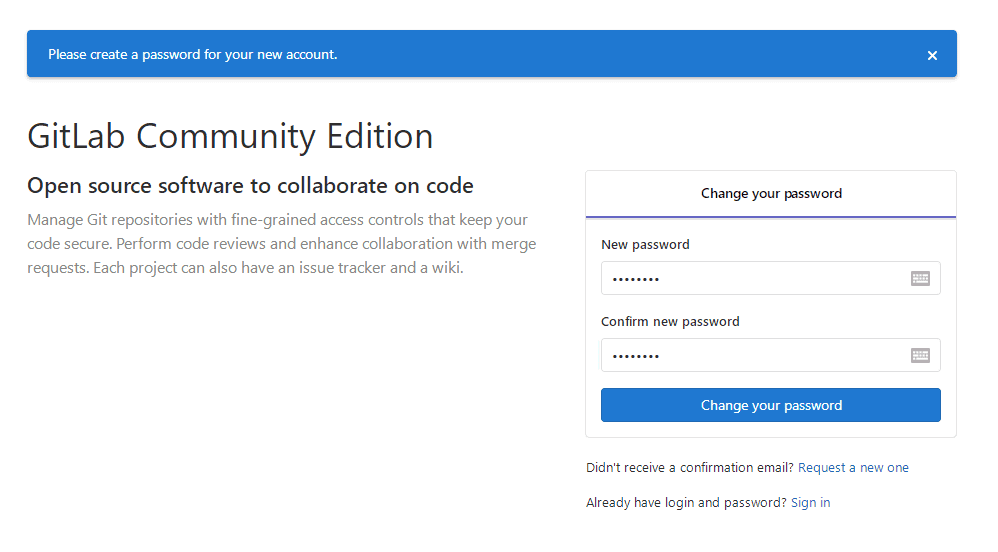 Please create a password for your new account.
GitLab Community Edition
Open source software to collaborate on code
Manage Git repositories with fine-grained access controls that keep your
code secure. Perform code reviews and enhance collaboration with merge
requests. Each project can also have an issue tracker and a wiki.
Change your password
New password
••••••••
Confirm new password
••••••••
Change your password
Didn't receive a confirmation email? Request a new one
Already have login and password? Sign in